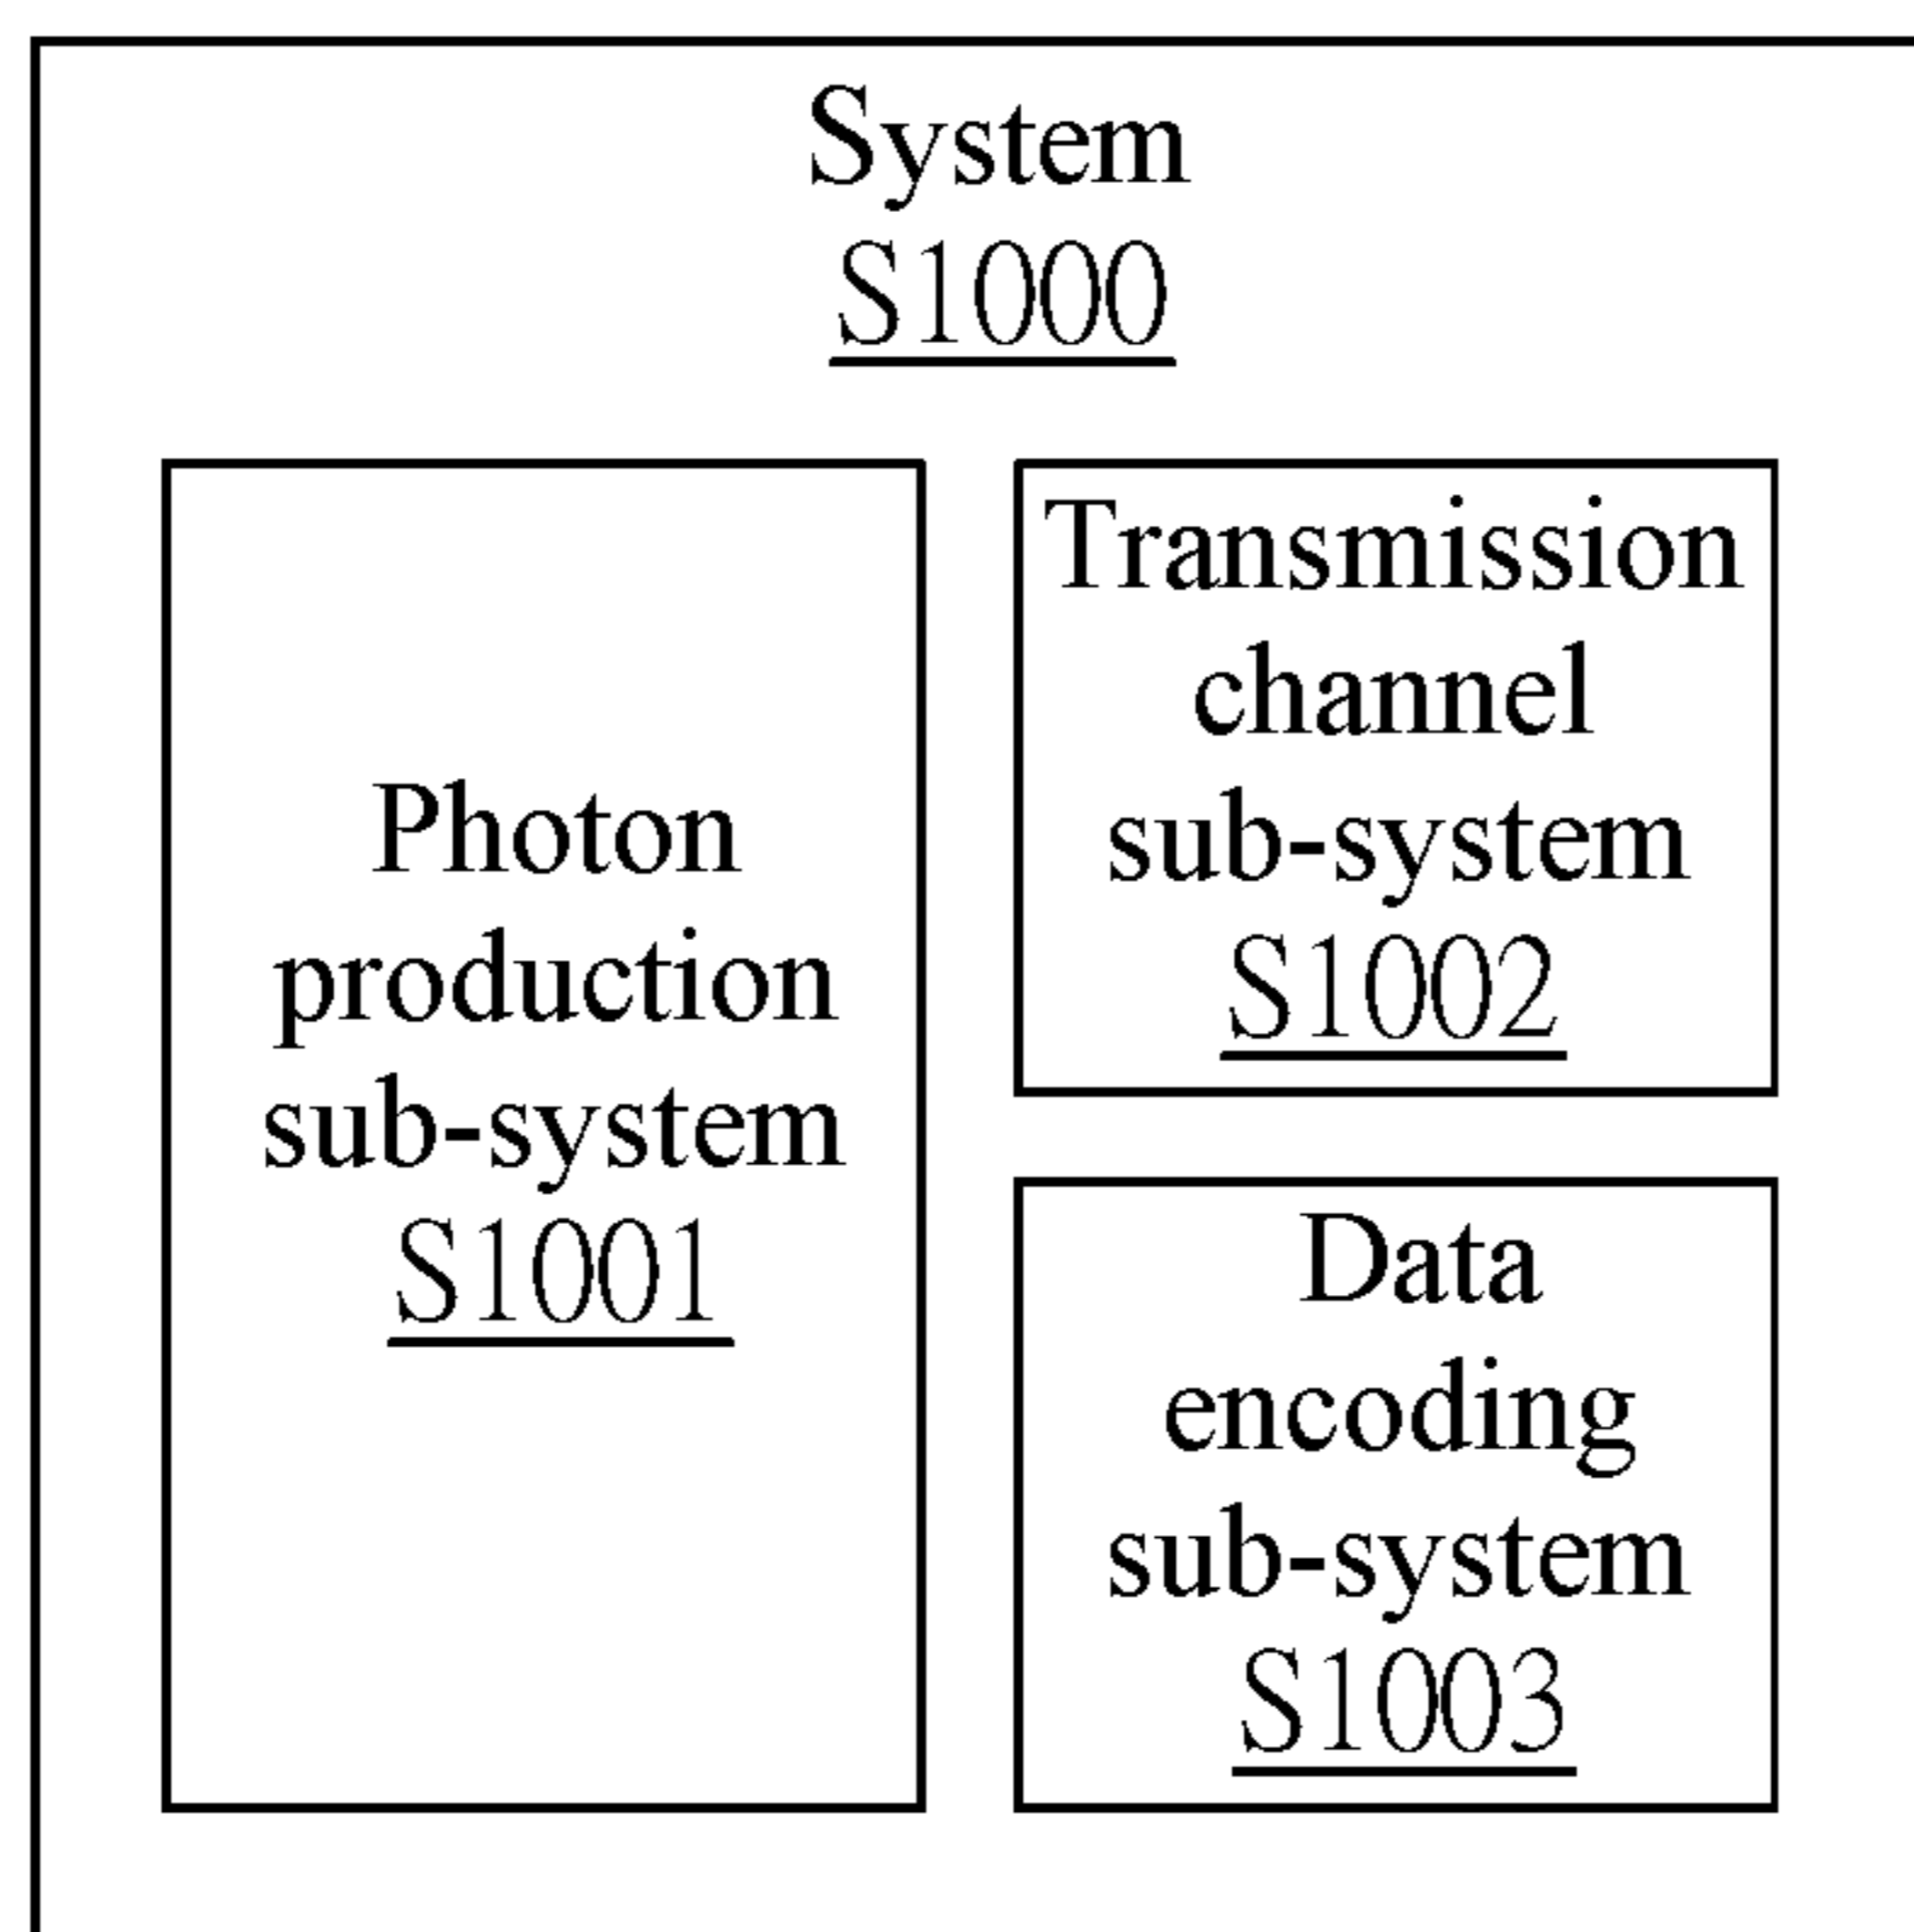 System
S1000
Photon
production
sub-system
S1001
Transmission
channel
sub-system
S1002
Data
encoding
sub-system
S1003